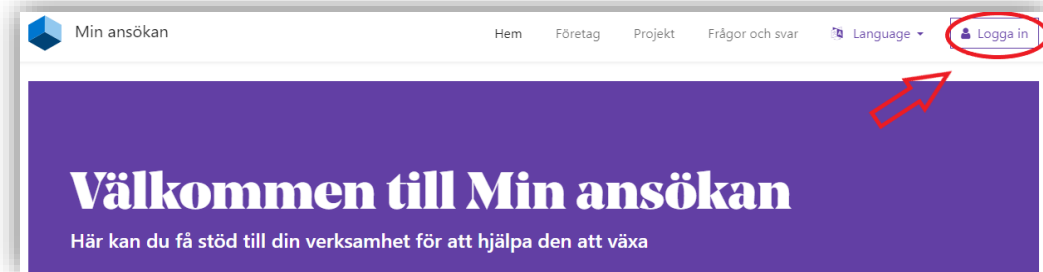 Min ansökan
Hem Företag Projekt Frågor och svar Language Logga in
Välkommen till Min ansökan
Här kan du få stöd till din verksamhet för att hjälpa den att växa